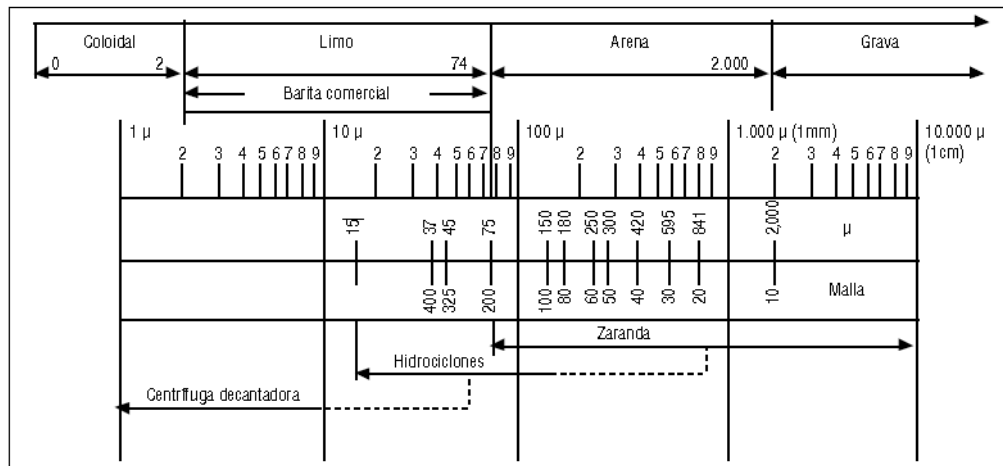 Coloidal Limo Arena Grava
0 2 74 2.000
Barita comercial
1 µ 10 µ 100 µ 1.000 µ (1mm) 10.000 µ
(1cm)
2 3 4 5 6 7 8 9 2 3 4 5 6 7 8 9 2 3 4 5 6 7 8 9 2 3 4 5 6 7 8 9
15 37 45 75 150 180 250 300 420 595 841 2,000 µ
400 325 200 100 80 60 50 40 30 20 10 Malla
Zaranda
Hidrociclones
Centrífuga decantadora